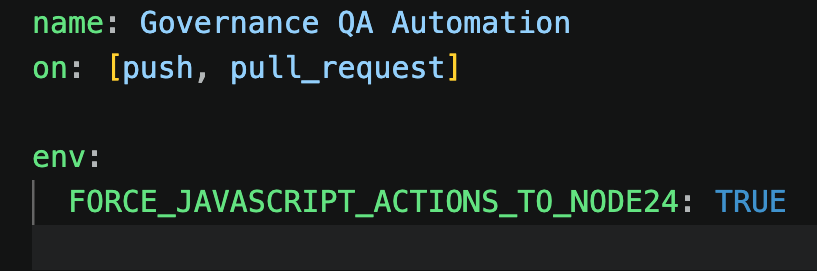 name: Governance QA Automation
on: [push, pull_request]
env:
FORCE_JAVASCRIPT_ACTIONS_TO_NODE24: TRUE